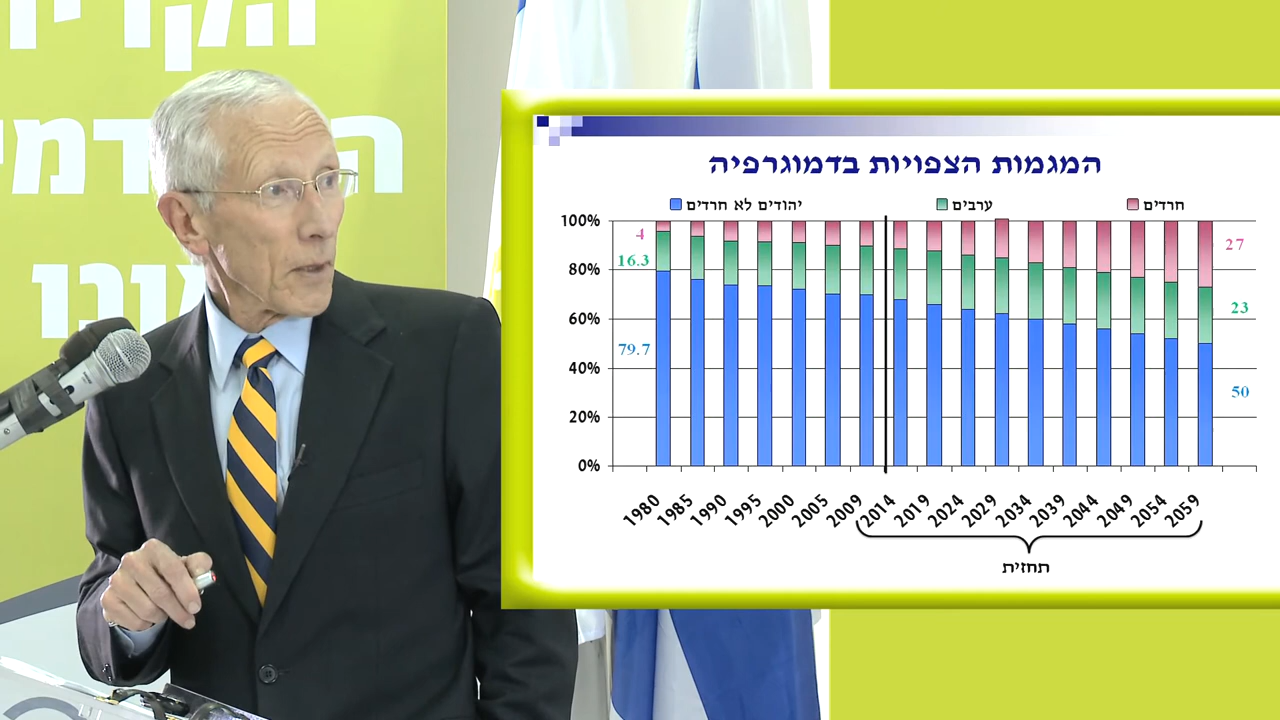 הקריה
אונו
המגמות הצפויות בדמוגרפיה
יהודים לא חרדים
ערבים
חרדים
100%
80%
60%
40%
20%
0%
4
16.3
79.7
27
23
50
1980 1985 1990 1995 2000 2005 2009 2014 2019 2024 2029 2034 2039 2044 2049 2054 2059
תחזית